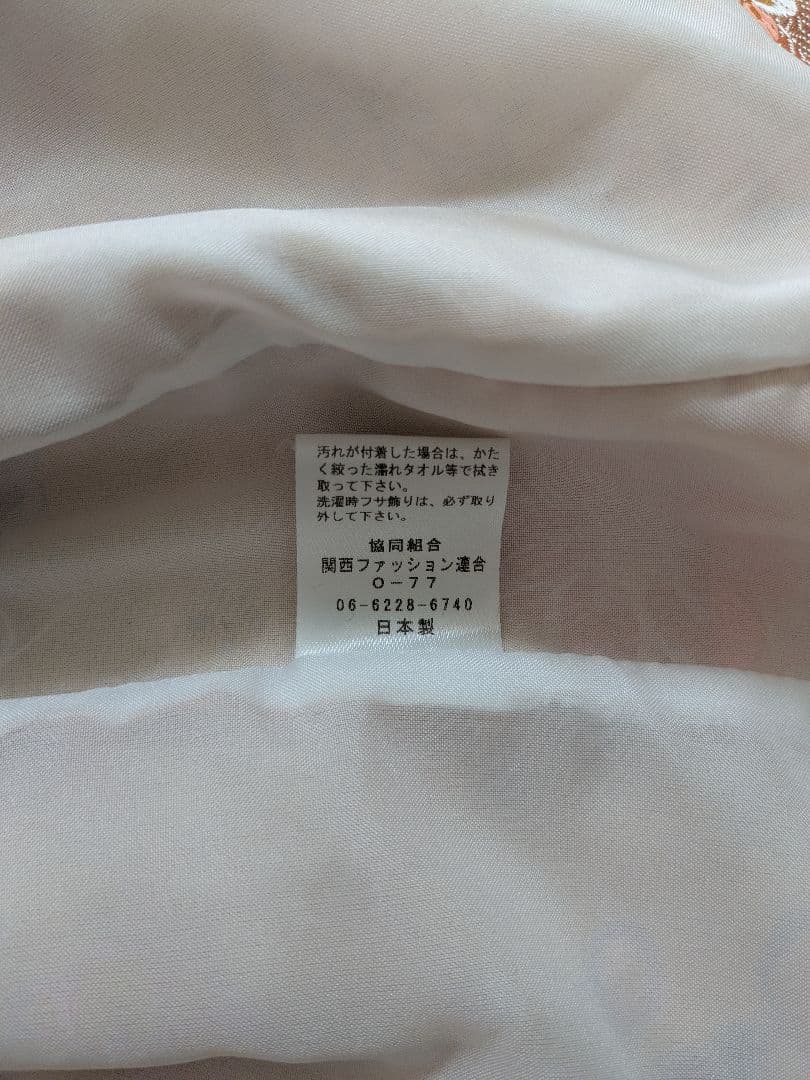 汚れが付着した場合は、かた
く絞った濡れタオル等で拭き
取って下さい。
洗濯時フサ飾りは、必ず取り
外して下さい。
協同組合
関西ファッション連合
O-77
06-6228-6740
日本製